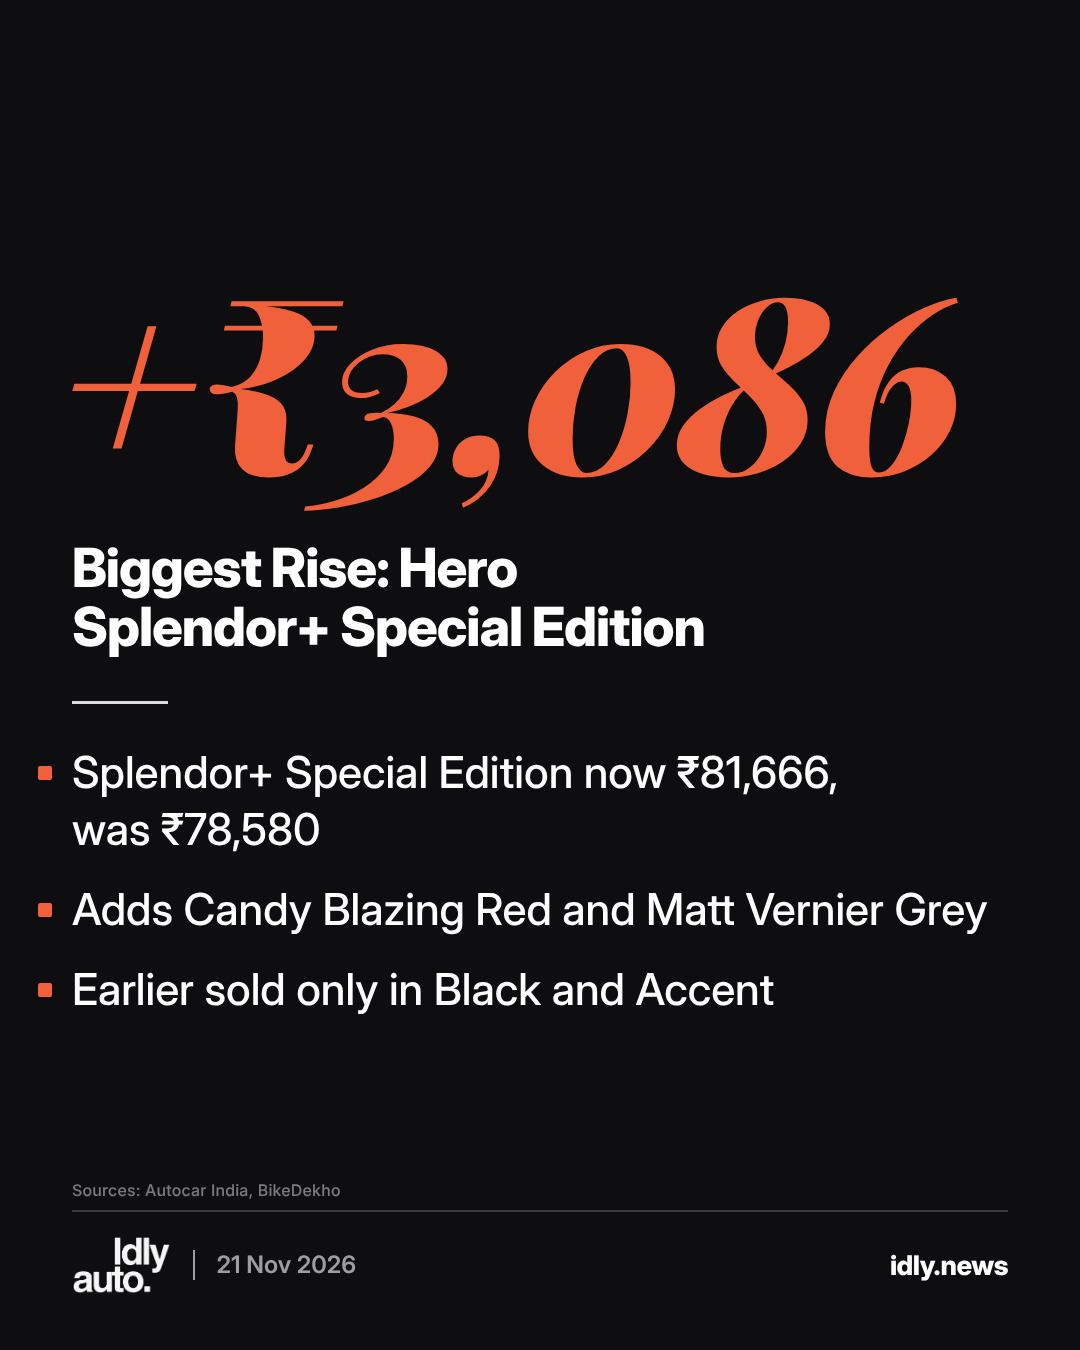 +₹3,086
Biggest Rise: Hero
Splendor+ Special Edition
Splendor+ Special Edition now ₹81,666,
was ₹78,580
Adds Candy Blazing Red and Matt Vernier Grey
Earlier sold only in Black and Accent
Sources: Autocar India, BikeDekho
Idly
auto.
21 Nov 2026
idly.news